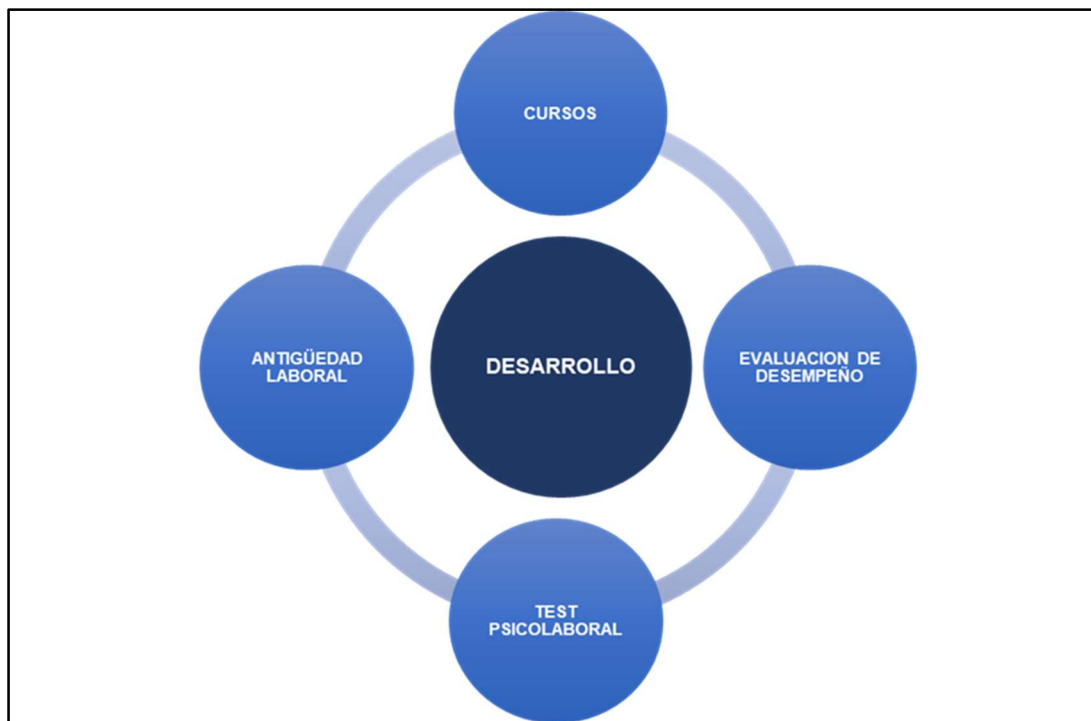 CURSOS
ANTIGÜEDAD
LABORAL
DESARROLLO
EVALUACION DE
DESEMPEÑO
TEST
PSICOLABORAL